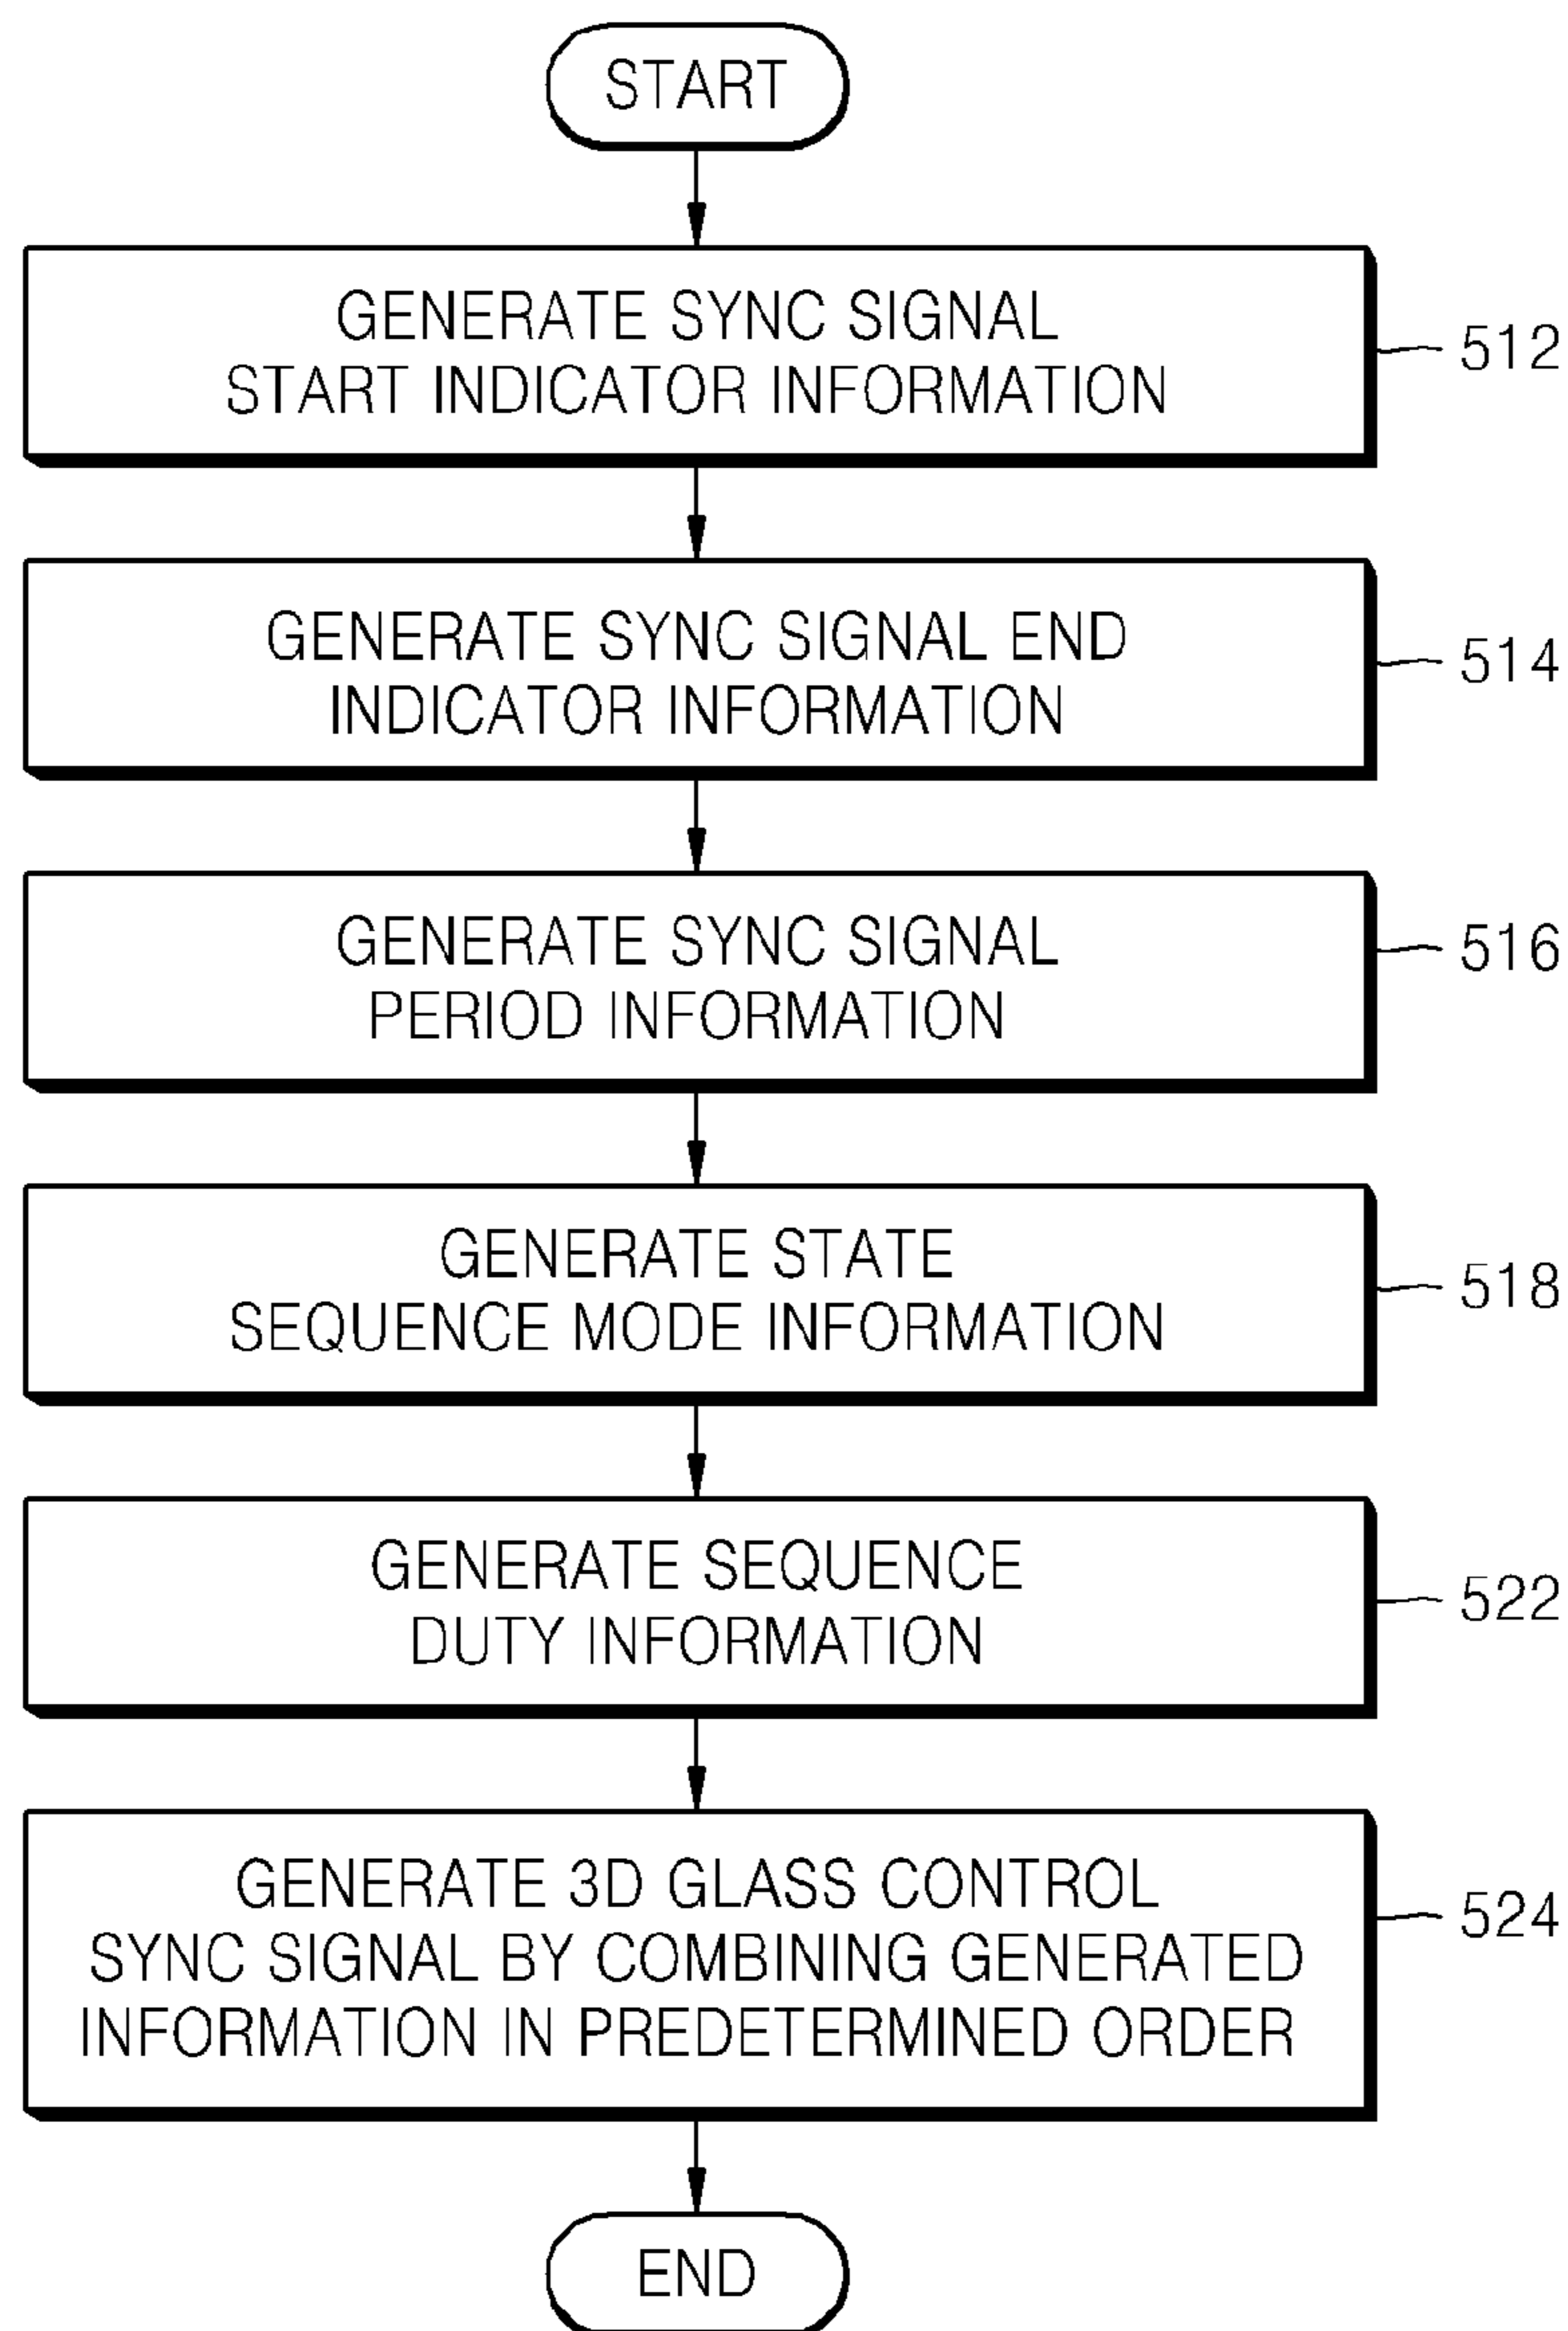 START
GENERATE SYNC SIGNAL
START INDICATOR INFORMATION
512
GENERATE SYNC SIGNAL END
INDICATOR INFORMATION
514
GENERATE SYNC SIGNAL
PERIOD INFORMATION
516
GENERATE STATE
SEQUENCE MODE INFORMATION
518
GENERATE SEQUENCE
DUTY INFORMATION
522
GENERATE 3D GLASS CONTROL
SYNC SIGNAL BY COMBINING GENERATED
INFORMATION IN PREDETERMINED ORDER
524
END